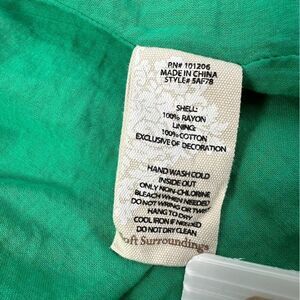 RN# 101206
MADE IN CHINA
STYLE# 5AF78
SHELL:
100% RAYON
LINING:
100% COTTON
EXCLUSIVE OF DECORATION
HAND WASH COLD
INSIDE OUT
ONLY NON-CHLORINE
BLEACH WHEN NEEDED
DO NOT WRING OR TWIST
HANG TO DRY
COOL IRON IF NEEDED
DO NOT DRY CLEAN
oft Surroundings